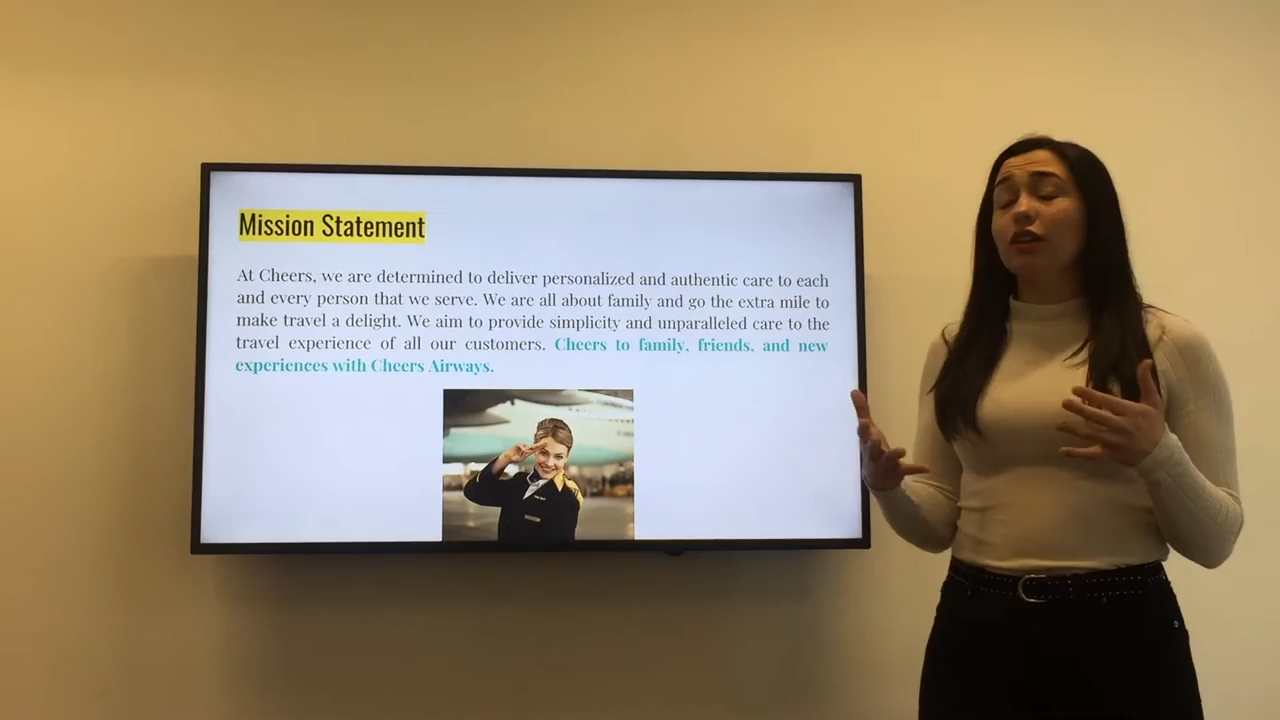 Mission Statement
At Cheers, we are determined to deliver personalized and authentic care to each
and every person that we serve. We are all about family and go the extra mile to
make travel a delight. We aim to provide simplicity and unparalleled care to the
travel experience of all our customers. Cheers to family, friends, and new
experiences with Cheers Airways.